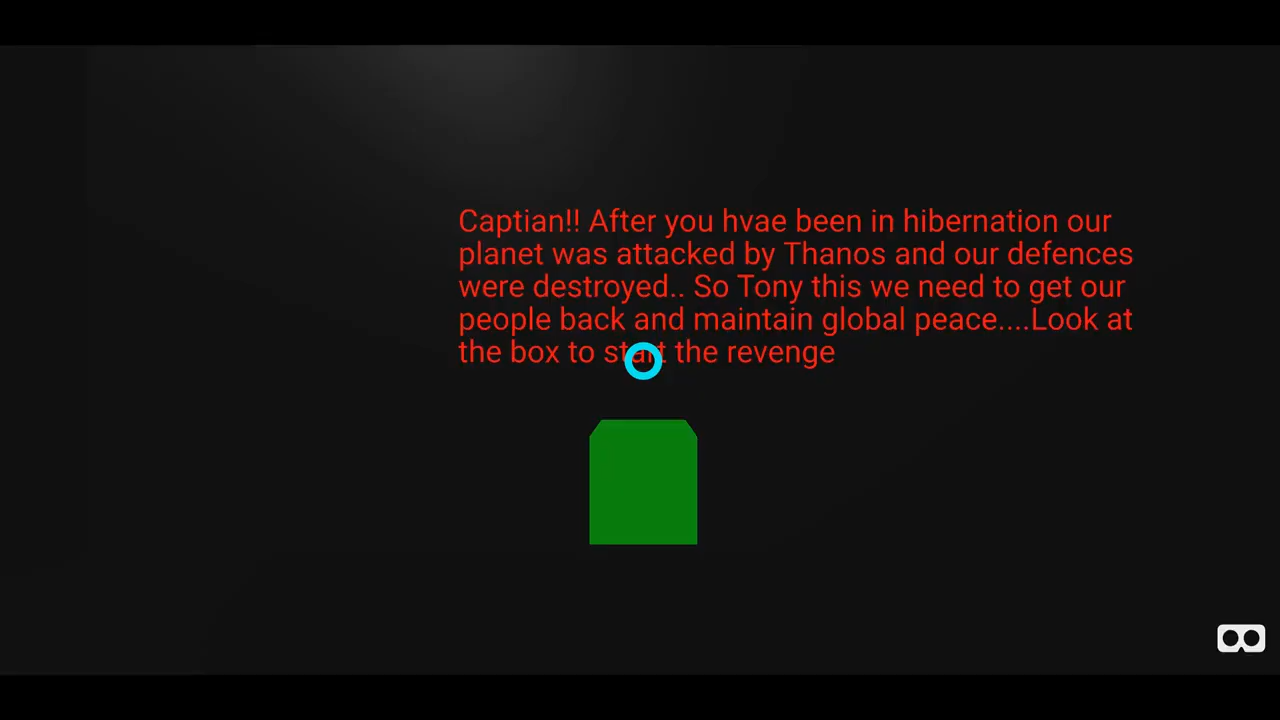 Captian!! After you hvae been in hibernation our
planet was attacked by Thanos and our defences
were destroyed.. So Tony this we need to get our
people back and maintain global peace....Look at
the box to start the revenge